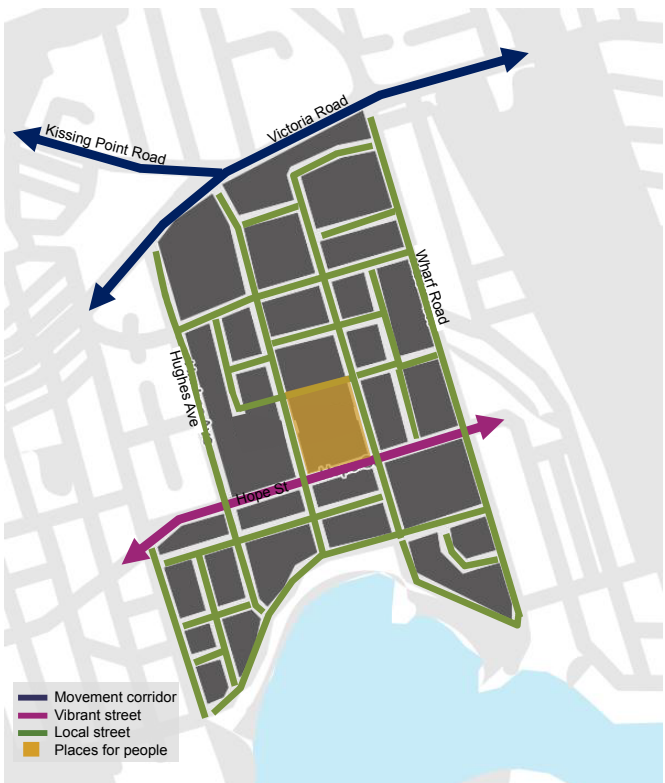 Victoria Road
Kissing Point Road
Wharf Road
Hughes Ave
Hope St
Movement corridor
Vibrant street
Local street
Places for people